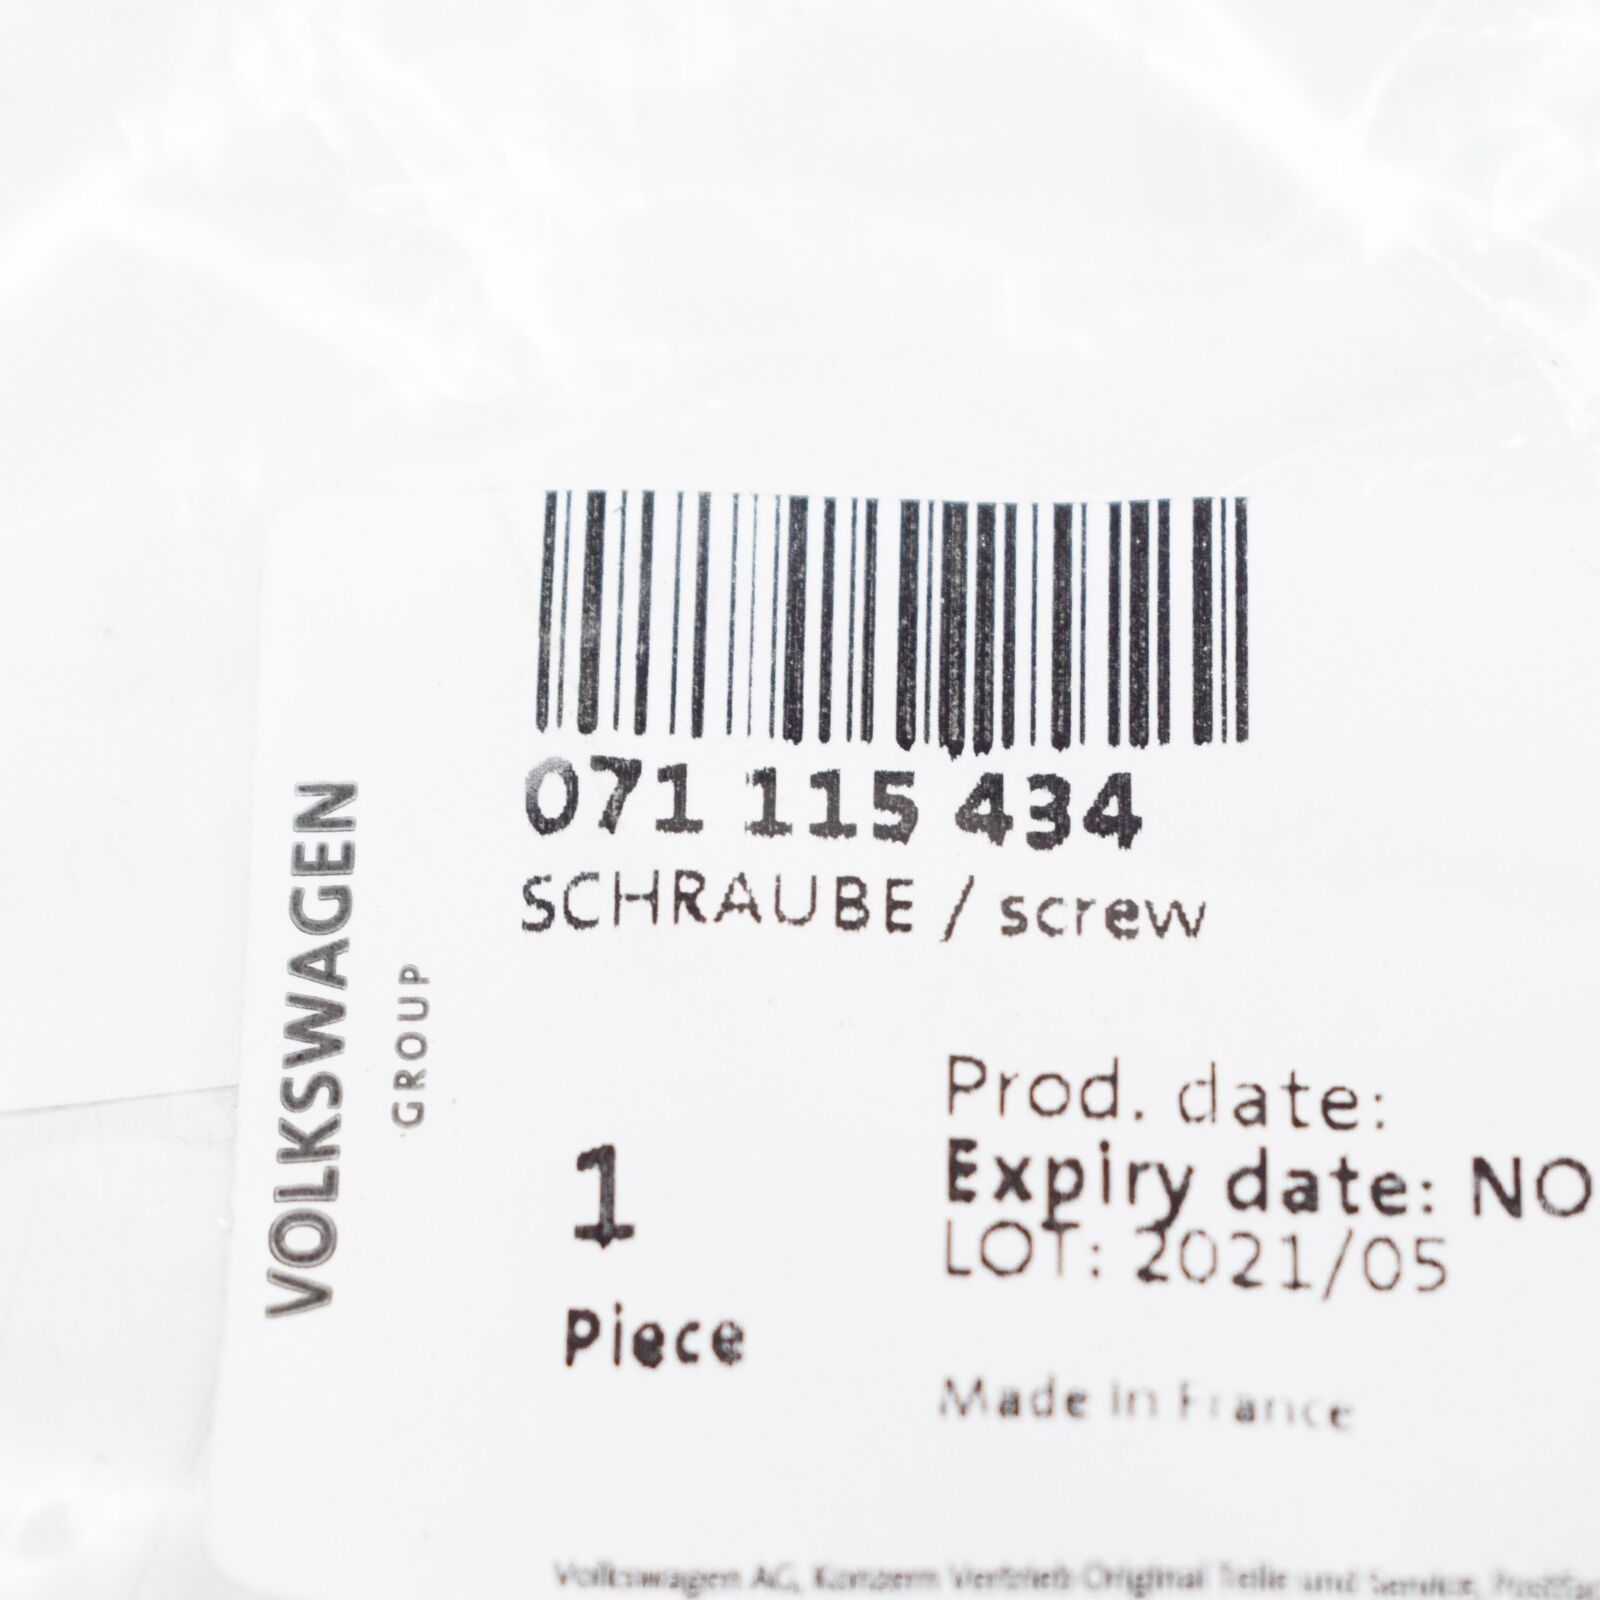 071 115 434
SCHRAUBE / screw
VOLKSWAGEN
GROUP
Prod. date:
Expiry date: NO
LOT: 2021/05
1
Piece
Made in France
Volkswagen AG, Konzern Vertrieb Original Teile und Service,